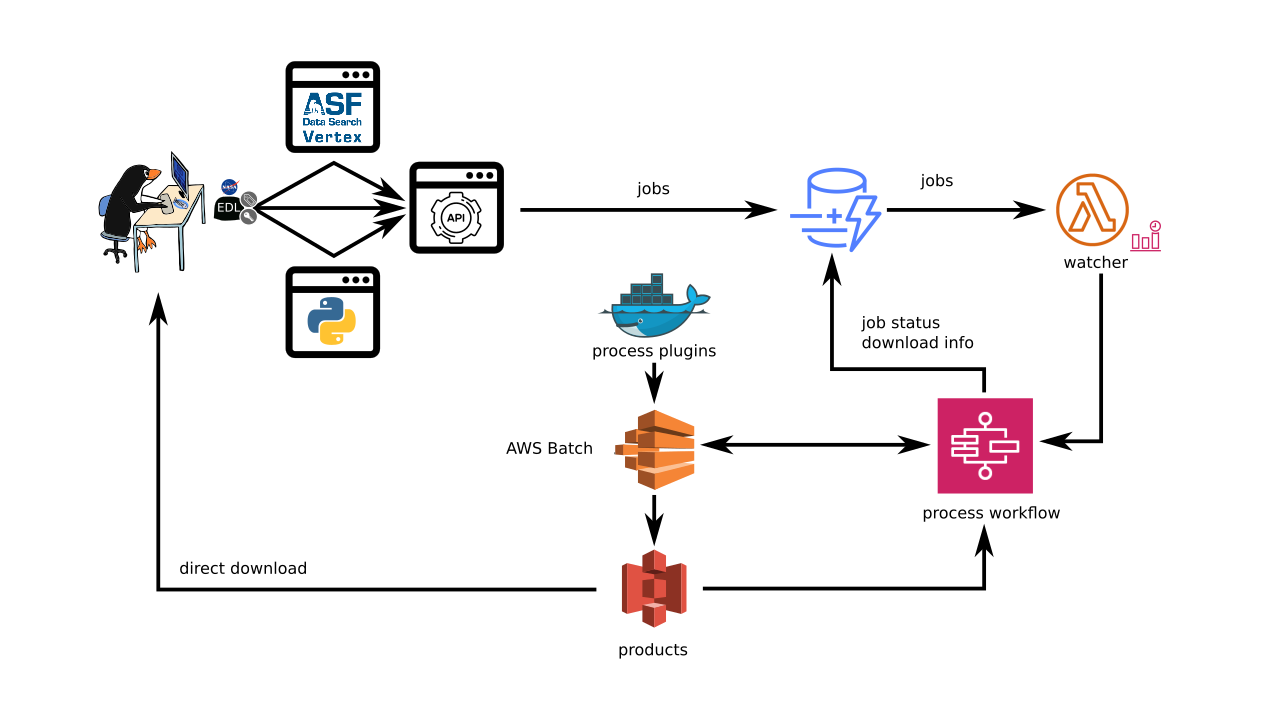 ASF
Data Search
Vertex
NASA
EDL
API
jobs
jobs
watcher
process plugins
job status
download info
AWS Batch
process workflow
direct download
products